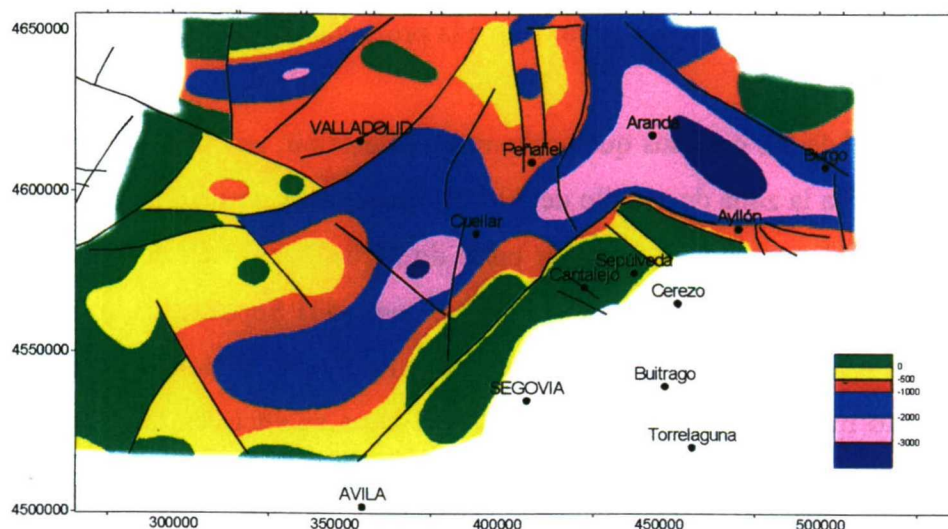 4650000
VALLADOLID
Aranda
Peñafiel
Burgo
4600000
Ayllón
Cuellar
Sepúlveda
Cantalejo
Cerezo
4550000
0
-500
-1000
-2000
-3000
Buitrago
SEGOVIA
Torrelaguna
AVILA
4500000
300000 350000 400000 450000 500000